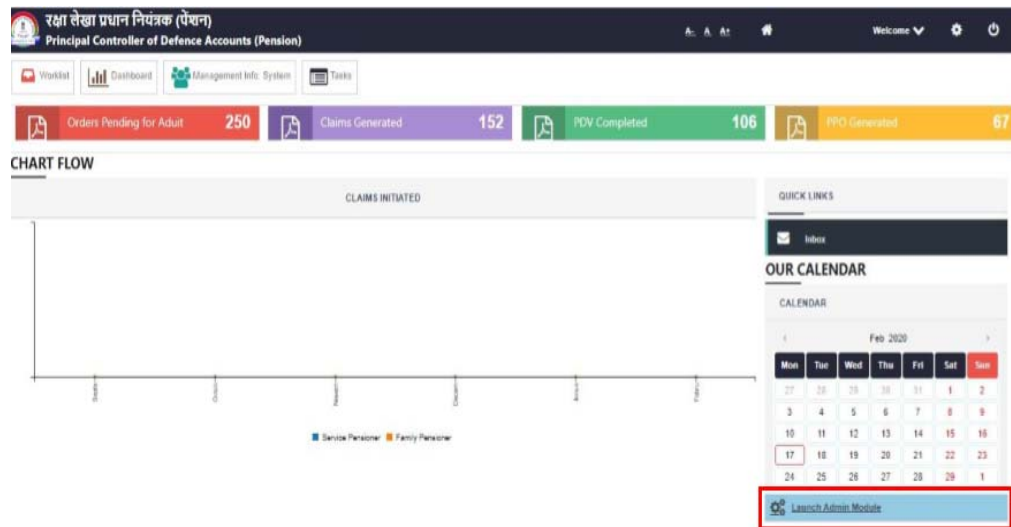 रक्षा लेखा प्रधान नियंत्रक (पेंशन)
Principal Controller of Defence Accounts (Pension)
A- A A+
Welcome
Worklist
Dashboard
Management Info. System
Tasks
Orders Pending for Aduit 250
Claims Generated 152
PDV Completed 106
PPO Generated 67
CHART FLOW
CLAIMS INITIATED
Service Pensioner Family Pensioner
QUICK LINKS
Inbox
OUR CALENDAR
CALENDAR
‹ Feb 2020 ›
Mon Tue Wed Thu Fri Sat Sun
27 28 29 30 31 1 2
3 4 5 6 7 8 9
10 11 12 13 14 15 16
17 18 19 20 21 22 23
24 25 26 27 28 29 1
Launch Admin Module